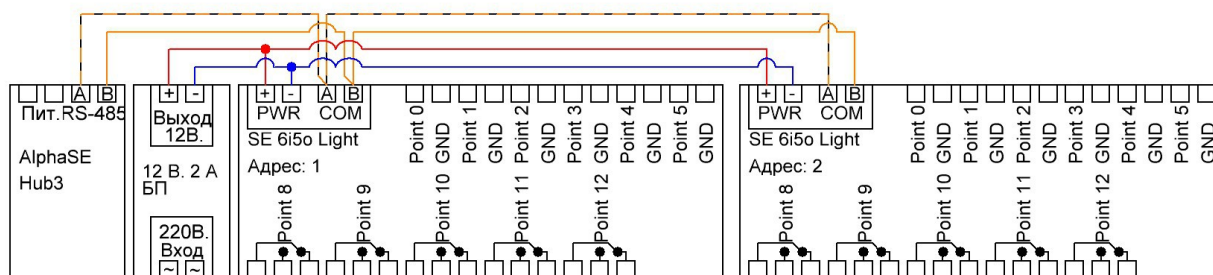 A B
Пит.RS-485
AlphaSE
Hub3
+ -
Выход
12В.
12 В. 2 А
БП
220В.
Вход
~ ~
+ - A B
PWR COM
SE 6i5o Light
Адрес: 1
Point 0
GND
Point 1
GND
Point 2
GND
Point 3
GND
Point 4
GND
Point 5
GND
Point 8
Point 9
Point 10
Point 11
Point 12
+ - A B
PWR COM
SE 6i5o Light
Адрес: 2
Point 0
GND
Point 1
GND
Point 2
GND
Point 3
GND
Point 4
GND
Point 5
GND
Point 8
Point 9
Point 10
Point 11
Point 12